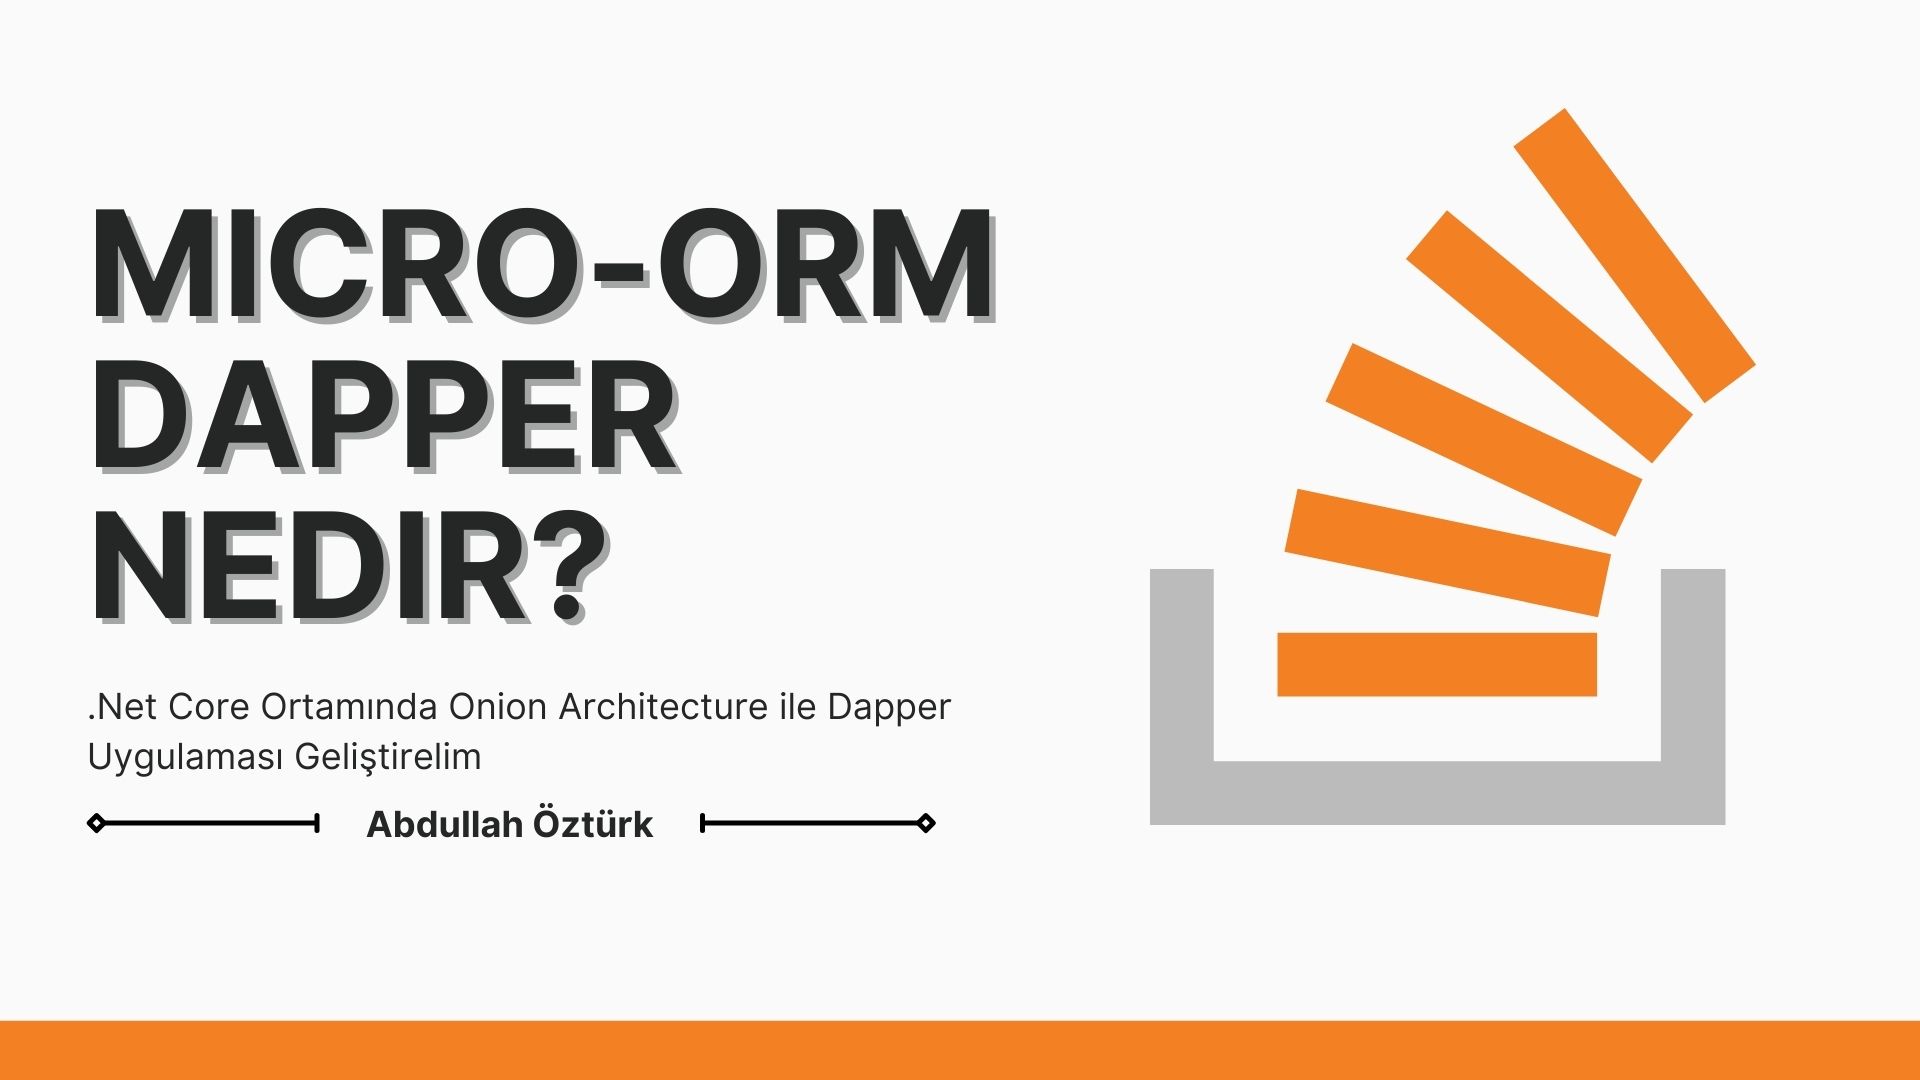 MICRO-ORM
DAPPER
NEDIR?
.Net Core Ortamında Onion Architecture ile Dapper
Uygulaması Geliştirelim
Abdullah Öztürk